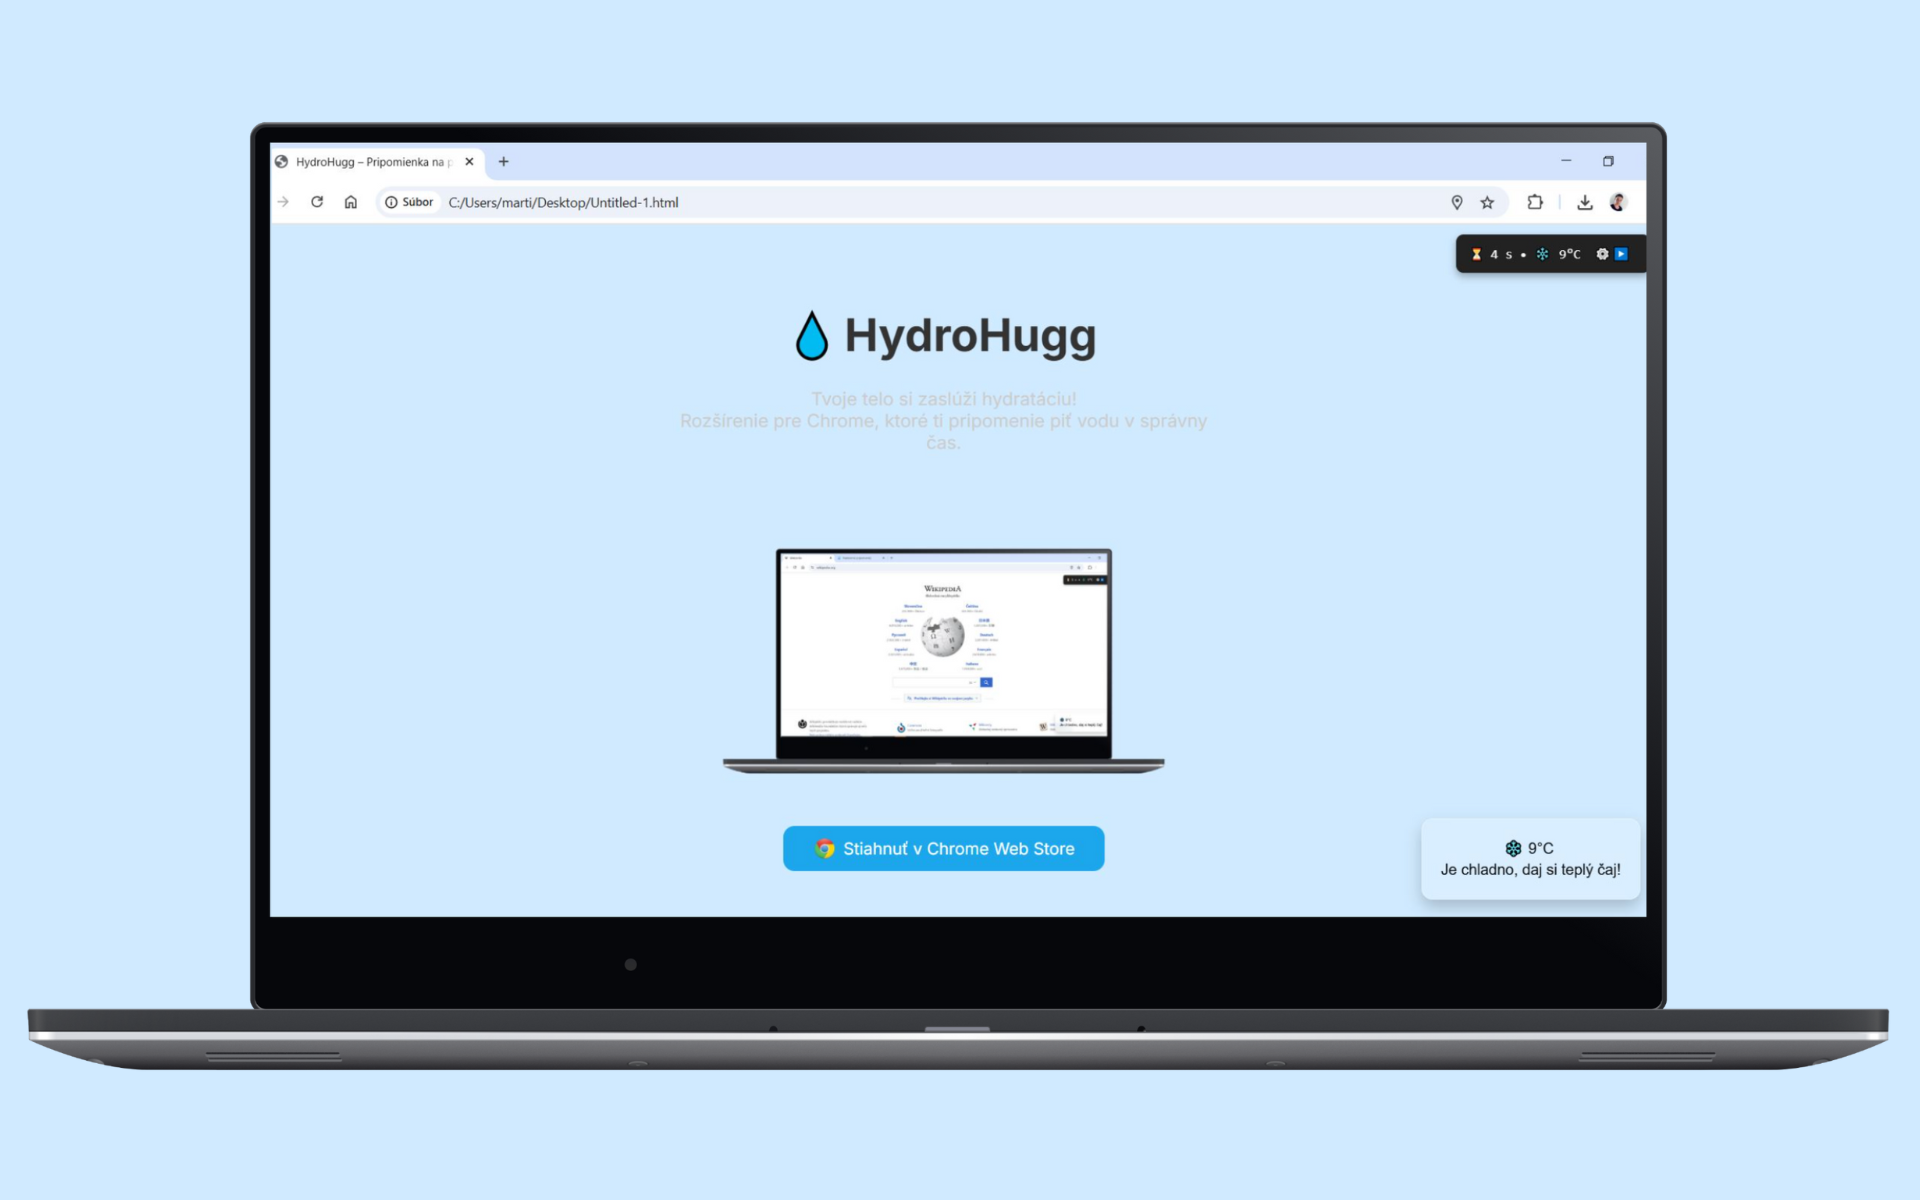 HydroHugg – Pripomienka na p
Súbor C:/Users/marti/Desktop/Untitled-1.html
4 s • 9°C
HydroHugg
Tvoje telo si zaslúži hydratáciu!
Rozšírenie pre Chrome, ktoré ti pripomenie piť vodu v správny
čas.
WIKIPEDIA
Stiahnuť v Chrome Web Store
9°C
Je chladno, daj si teplý čaj!